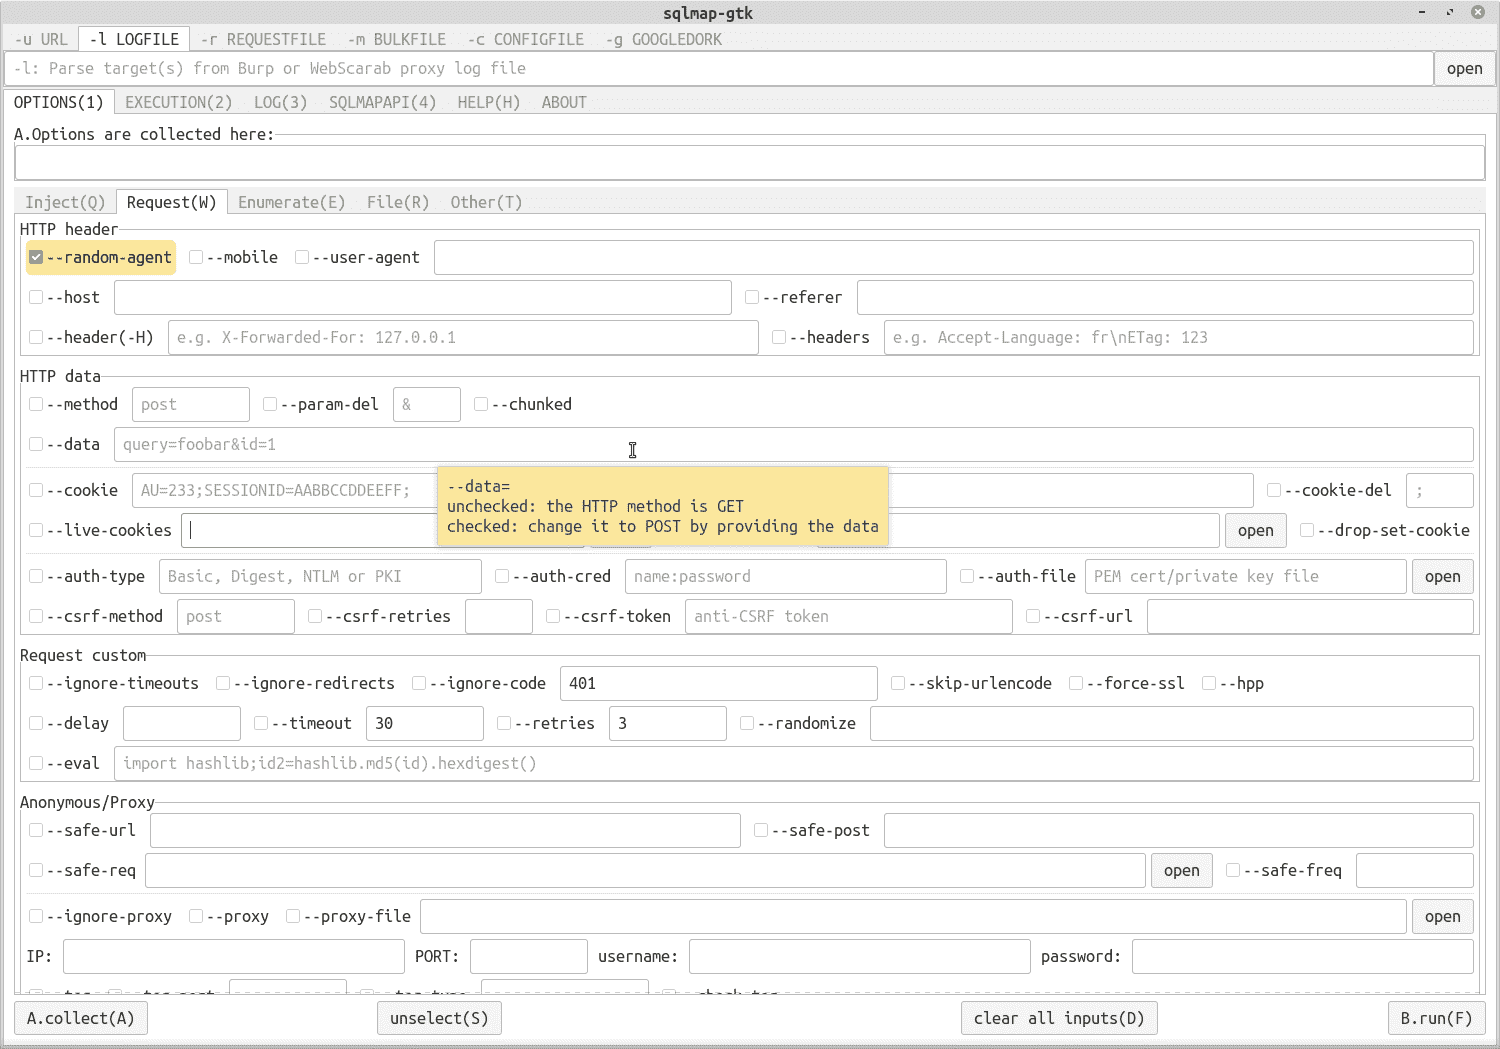 sqlmap-gtk
-u URL -l LOGFILE -r REQUESTFILE -m BULKFILE -c CONFIGFILE -g GOOGLEDORK
-l: Parse target(s) from Burp or WebScarab proxy log file open
OPTIONS(1) EXECUTION(2) LOG(3) SQLMAPAPI(4) HELP(H) ABOUT
A.Options are collected here:
Inject(Q) Request(W) Enumerate(E) File(R) Other(T)
HTTP header
--random-agent --mobile --user-agent
--host --referer
--header(-H) e.g. X-Forwarded-For: 127.0.0.1 --headers e.g. Accept-Language: fr\nETag: 123
HTTP data
--method post --param-del & --chunked
--data query=foobar&id=1
--cookie AU=233;SESSIONID=AABBCCDDEEFF; --cookie-del ;
--data=
unchecked: the HTTP method is GET
checked: change it to POST by providing the data
--live-cookies open --drop-set-cookie
--auth-type Basic, Digest, NTLM or PKI --auth-cred name:password --auth-file PEM cert/private key file open
--csrf-method post --csrf-retries --csrf-token anti-CSRF token --csrf-url
Request custom
--ignore-timeouts --ignore-redirects --ignore-code 401 --skip-urlencode --force-ssl --hpp
--delay --timeout 30 --retries 3 --randomize
--eval import hashlib;id2=hashlib.md5(id).hexdigest()
Anonymous/Proxy
--safe-url --safe-post
--safe-req open --safe-freq
--ignore-proxy --proxy --proxy-file open
IP: PORT: username: password:
A.collect(A) unselect(S) clear all inputs(D) B.run(F)